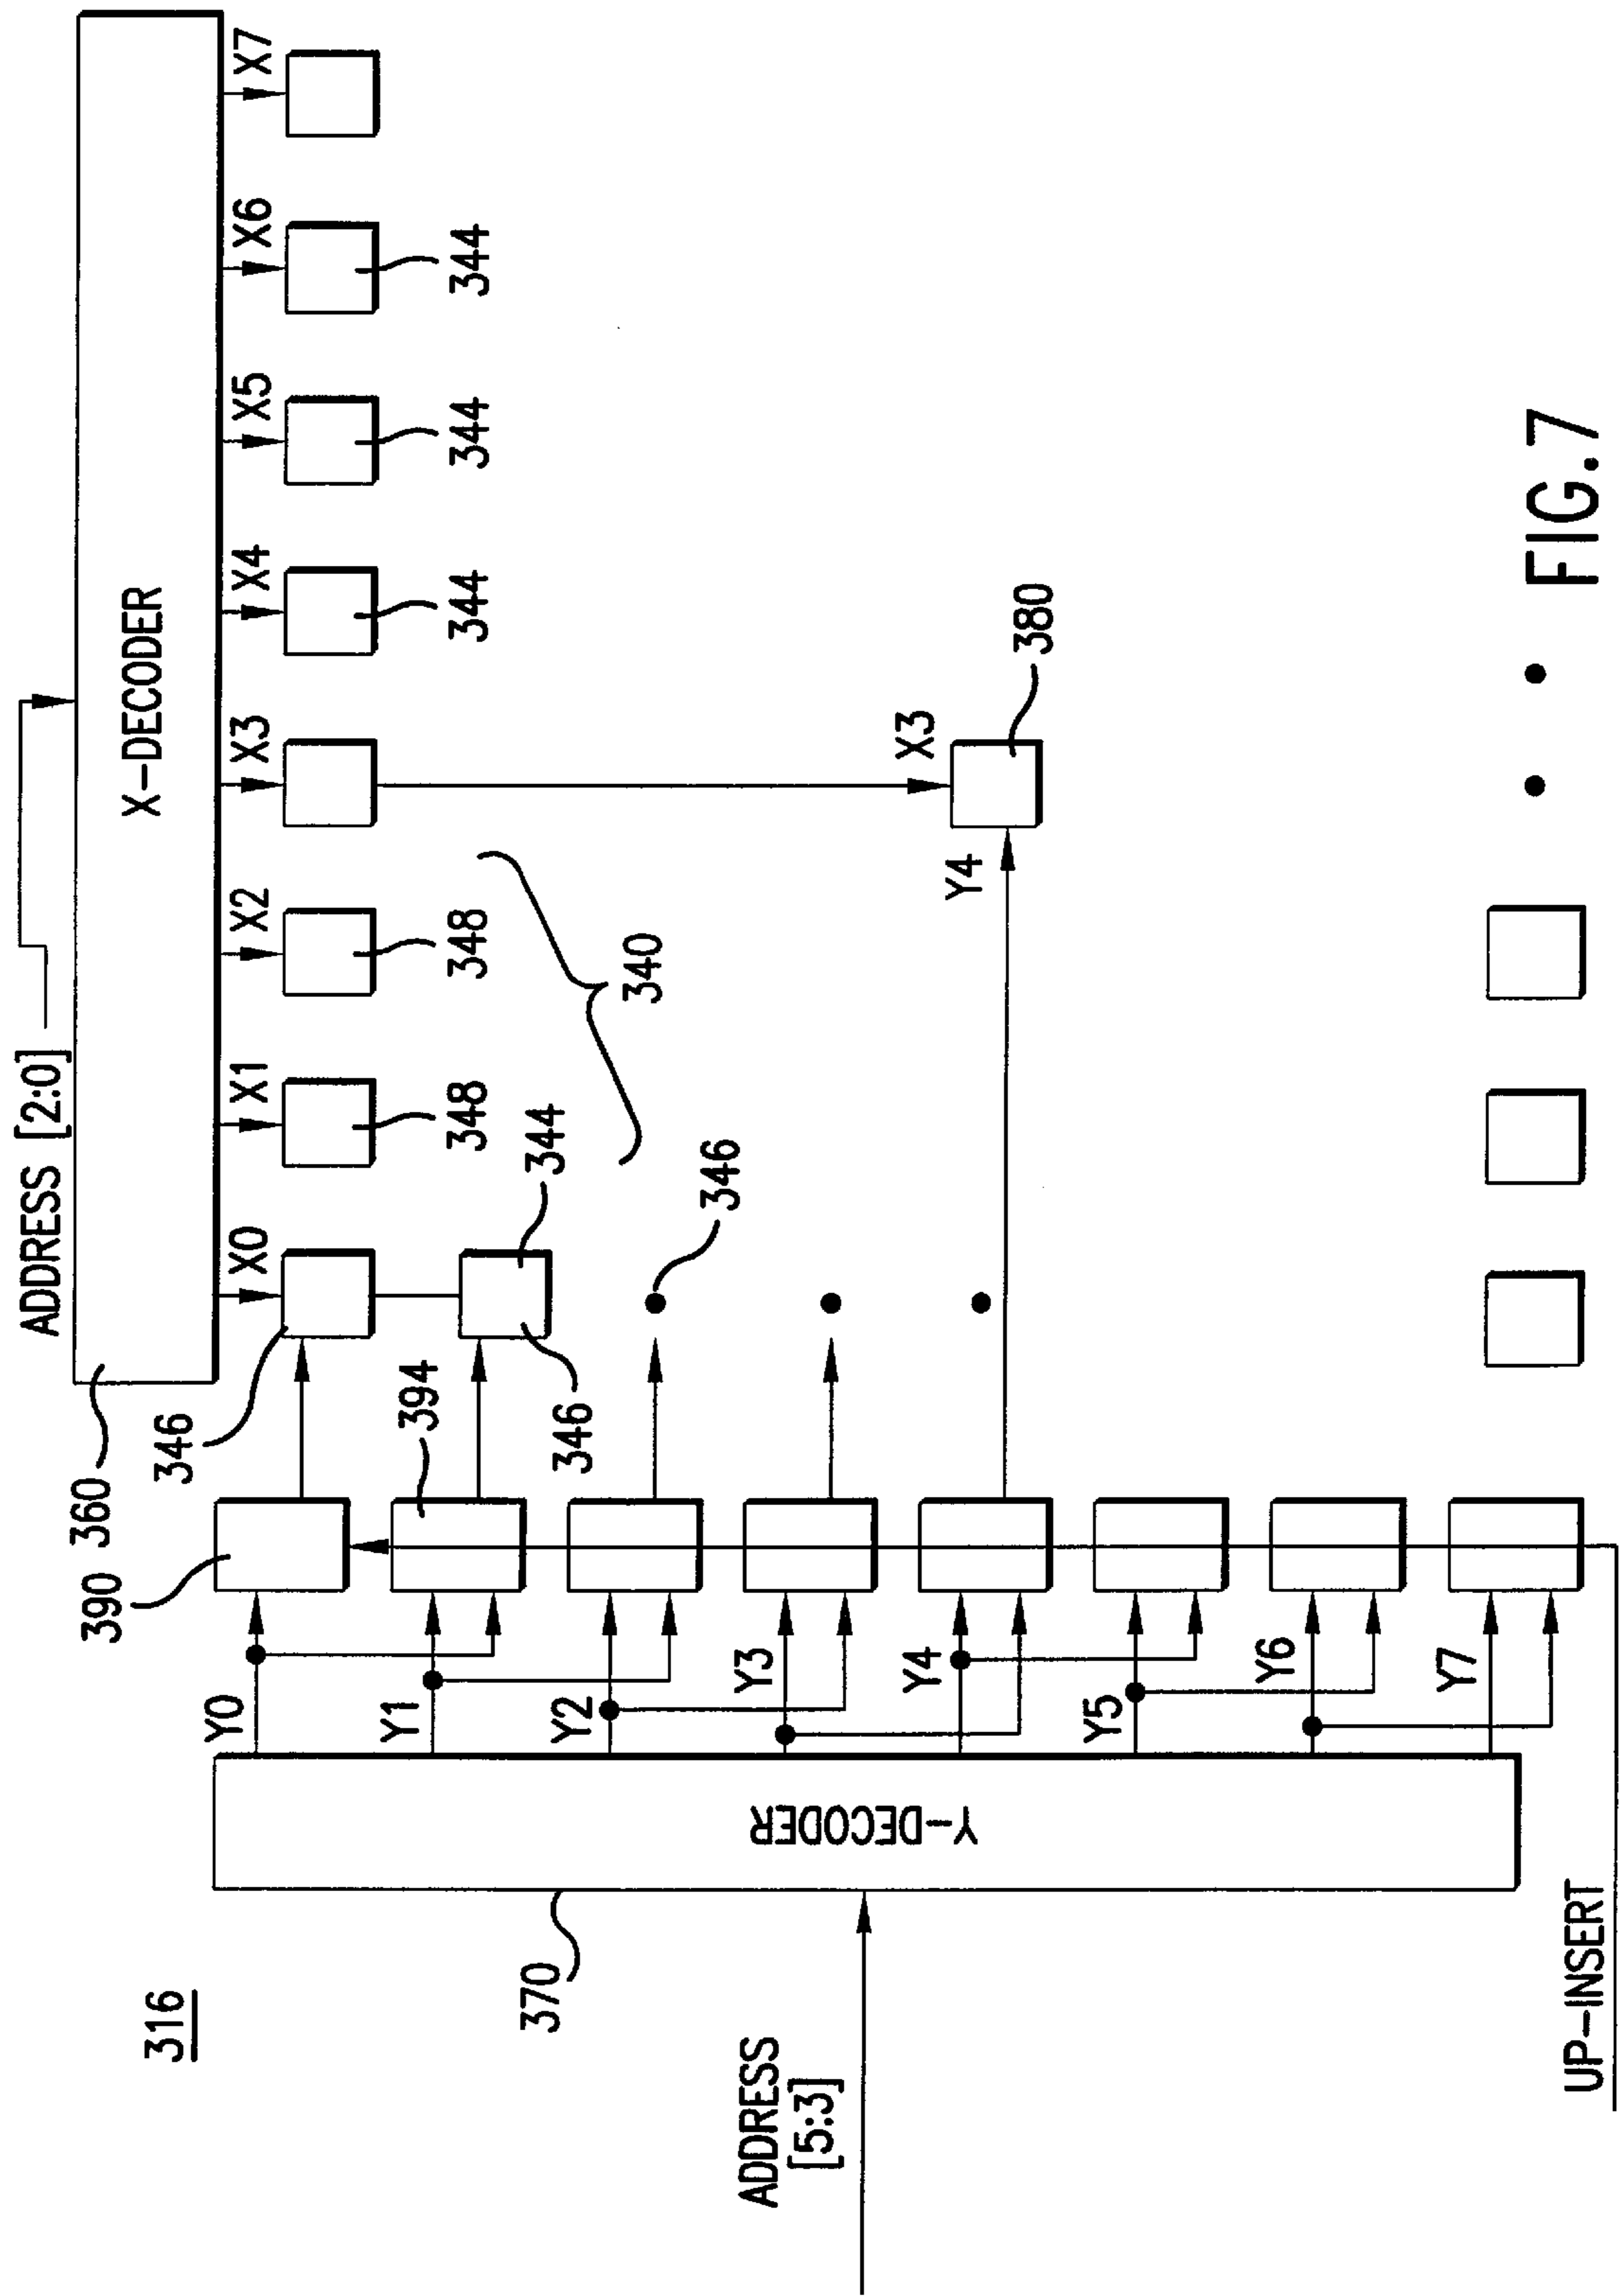 316
ADDRESS [2:0]
X-DECODER
360
X0
X1
X2
X3
X4
X5
X6
X7
346
348
348
344
344
344
390
394
344
346
340
346
Y0
Y1
Y2
Y3
Y4
Y5
Y6
Y7
Y-DECODER
370
ADDRESS
[5:3]
Y4
X3
380
UP-INSERT
FIG.7